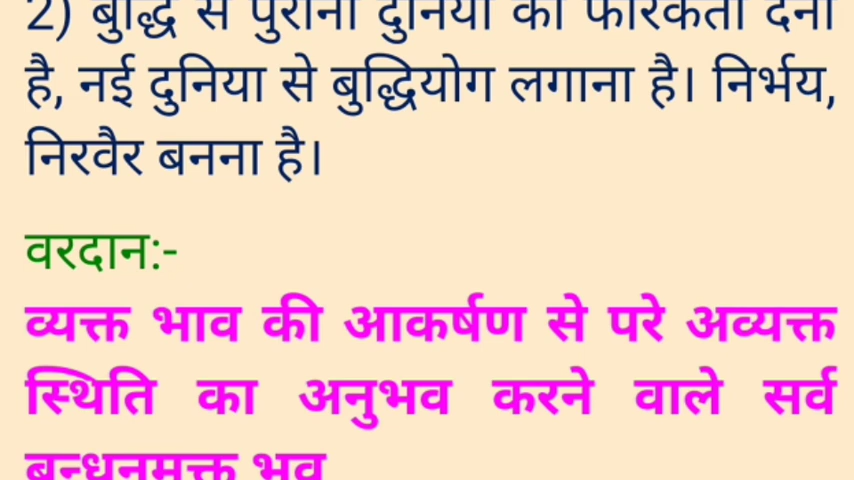 2) बुद्धि से पुरानी दुनिया को फारकती देनी
है, नई दुनिया से बुद्धियोग लगाना है। निर्भय,
निरवैर बनना है।
वरदान:-
व्यक्त भाव की आकर्षण से परे अव्यक्त
स्थिति का अनुभव करने वाले सर्व
बन्धनमुक्त भव